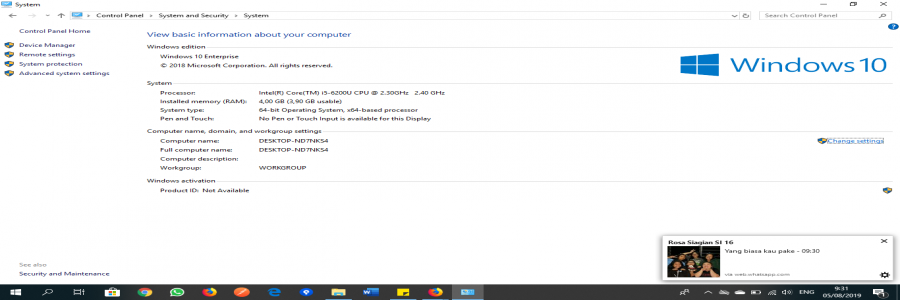 System
Control Panel > System and Security > System
Search Control Panel
Control Panel Home
Device Manager
Remote settings
System protection
Advanced system settings
View basic information about your computer
Windows edition
Windows 10 Enterprise
© 2018 Microsoft Corporation. All rights reserved.
Windows 10
System
Processor: Intel(R) Core(TM) i5-6200U CPU @ 2.30GHz 2.40 GHz
Installed memory (RAM): 4,00 GB (3,90 GB usable)
System type: 64-bit Operating System, x64-based processor
Pen and Touch: No Pen or Touch Input is available for this Display
Computer name, domain, and workgroup settings
Computer name: DESKTOP-ND7NKS4
Change settings
Full computer name: DESKTOP-ND7NKS4
Computer description:
Workgroup: WORKGROUP
Windows activation
Product ID: Not Available
See also
Security and Maintenance
Rosa Siagian SI 16
Yang biasa kau pake - 09:30
via web.whatsapp.com
ENG
9:31
05/08/2019